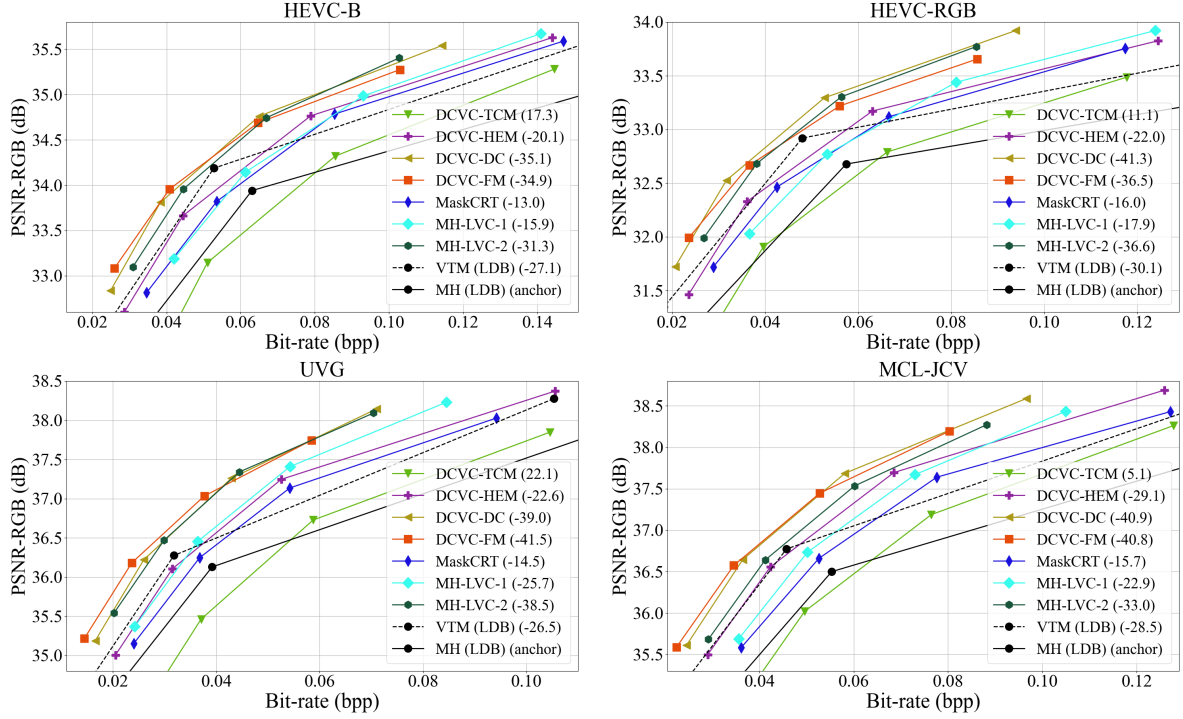 HEVC-B
PSNR-RGB (dB)
35.5
35.0
34.5
34.0
33.5
33.0
0.02 0.04 0.06 0.08 0.10 0.12 0.14
Bit-rate (bpp)
DCVC-TCM (17.3)
DCVC-HEM (-20.1)
DCVC-DC (-35.1)
DCVC-FM (-34.9)
MaskCRT (-13.0)
MH-LVC-1 (-15.9)
MH-LVC-2 (-31.3)
VTM (LDB) (-27.1)
MH (LDB) (anchor)
HEVC-RGB
PSNR-RGB (dB)
34.0
33.5
33.0
32.5
32.0
31.5
0.02 0.04 0.06 0.08 0.10 0.12
Bit-rate (bpp)
DCVC-TCM (11.1)
DCVC-HEM (-22.0)
DCVC-DC (-41.3)
DCVC-FM (-36.5)
MaskCRT (-16.0)
MH-LVC-1 (-17.9)
MH-LVC-2 (-36.6)
VTM (LDB) (-30.1)
MH (LDB) (anchor)
UVG
PSNR-RGB (dB)
38.5
38.0
37.5
37.0
36.5
36.0
35.5
35.0
0.02 0.04 0.06 0.08 0.10
Bit-rate (bpp)
DCVC-TCM (22.1)
DCVC-HEM (-22.6)
DCVC-DC (-39.0)
DCVC-FM (-41.5)
MaskCRT (-14.5)
MH-LVC-1 (-25.7)
MH-LVC-2 (-38.5)
VTM (LDB) (-26.5)
MH (LDB) (anchor)
MCL-JCV
PSNR-RGB (dB)
38.5
38.0
37.5
37.0
36.5
36.0
35.5
0.04 0.06 0.08 0.10 0.12
Bit-rate (bpp)
DCVC-TCM (5.1)
DCVC-HEM (-29.1)
DCVC-DC (-40.9)
DCVC-FM (-40.8)
MaskCRT (-15.7)
MH-LVC-1 (-22.9)
MH-LVC-2 (-33.0)
VTM (LDB) (-28.5)
MH (LDB) (anchor)